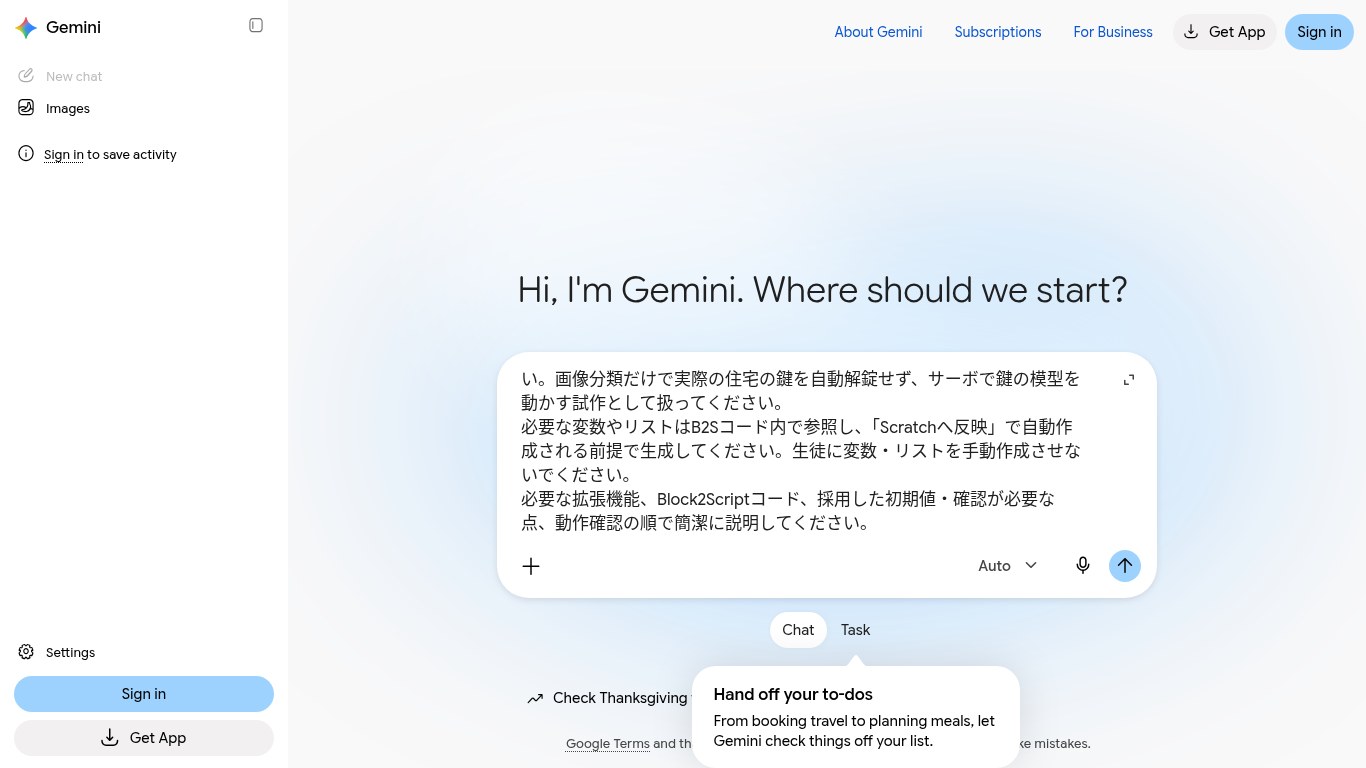 Gemini
New chat
Images
Sign in to save activity
Settings
Sign in
Get App
About Gemini
Subscriptions
For Business
Get App
Sign in
Hi, I'm Gemini. Where should we start?
い。画像分類だけで実際の住宅の鍵を自動解錠せず、サーボで鍵の模型を
動かす試作として扱ってください。
必要な変数やリストはB2Sコード内で参照し、「Scratchへ反映」で自動作
成される前提で生成してください。生徒に変数・リストを手動作成させな
いでください。
必要な拡張機能、Block2Scriptコード、採用した初期値・確認が必要な
点、動作確認の順で簡潔に説明してください。
Auto
Chat
Task
Check Thanksgiving
Hand off your to-dos
From booking travel to planning meals, let
Gemini check things off your list.
Google Terms and th
ke mistakes.